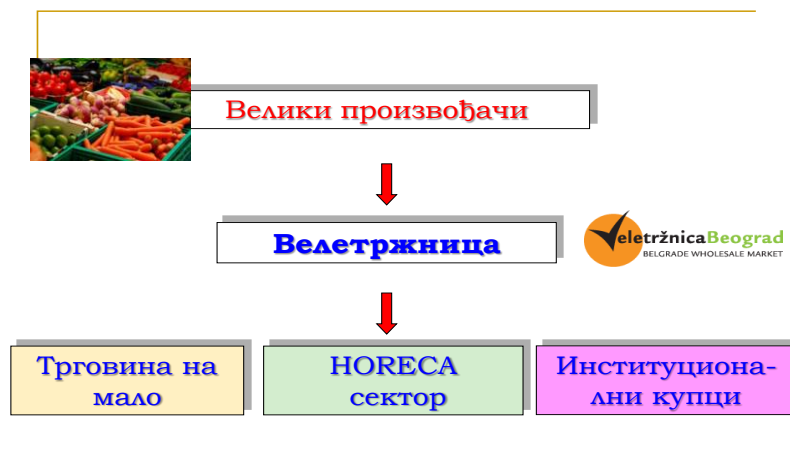 Велики произвођачи
Велетржница
eletržnicaBeograd
BELGRADE WHOLESALE MARKET
Трговина на
мало
HORECA
сектор
Институциона-
лни купци